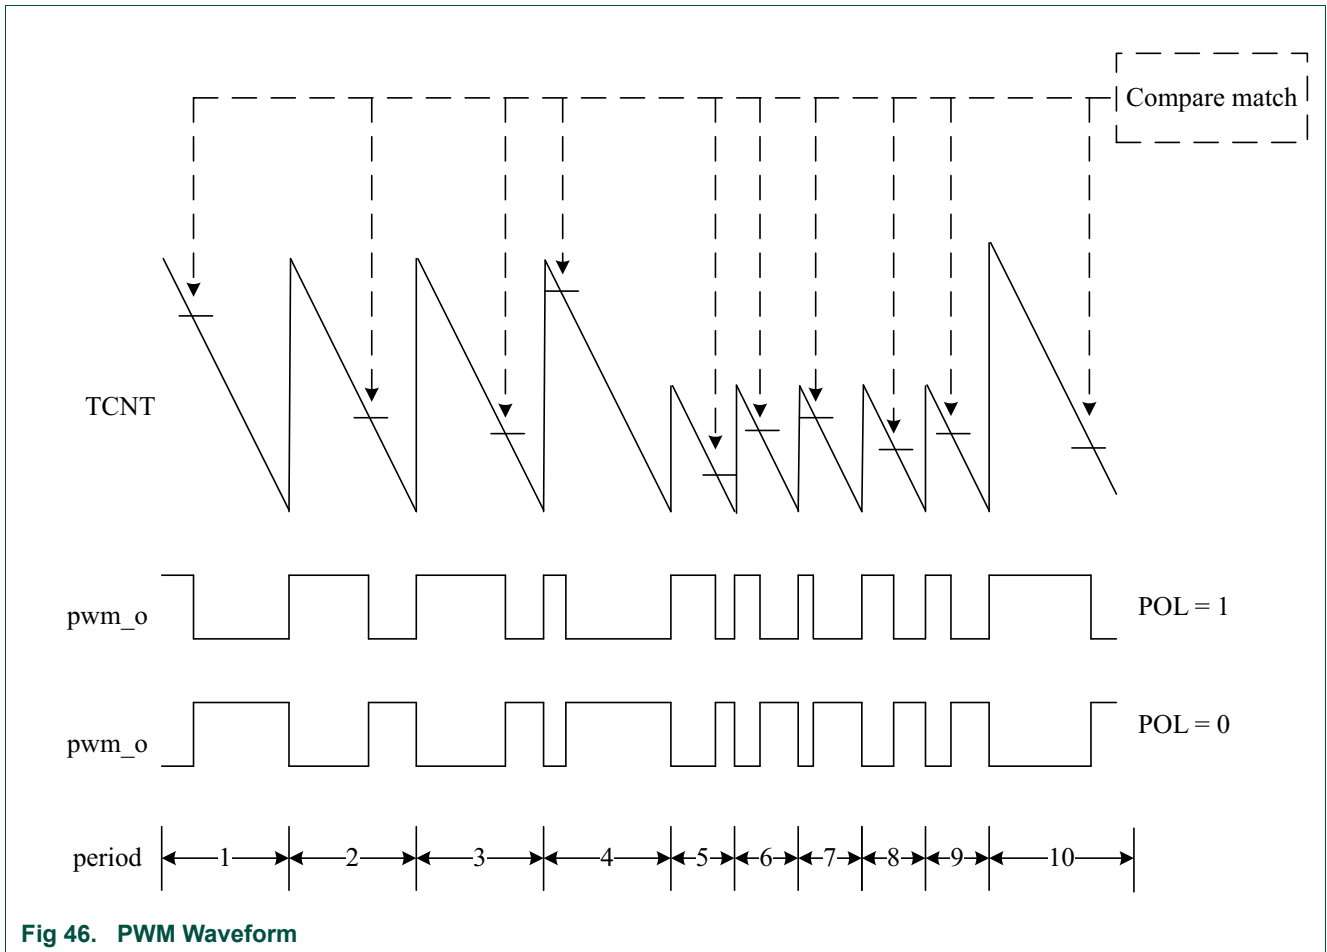 Compare match
TCNT
pwm_o
POL = 1
pwm_o
POL = 0
period 1 2 3 4 5 6 7 8 9 10
Fig 46. PWM Waveform